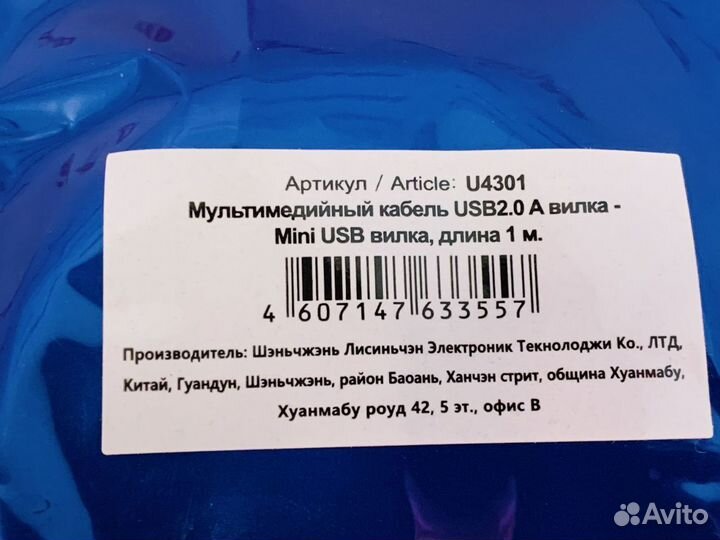 Артикул / Article: U4301
Мультимедийный кабель USB2.0 A вилка -
Mini USB вилка, длина 1 м.
4 607147 633557
Производитель: Шэньчжэнь Лисиньчэн Электроник Текнолоджи Ко., ЛТД,
Китай, Гуандун, Шэньчжэнь, район Баоань, Ханчэн стрит, община Хуанмабу,
Хуанмабу роуд 42, 5 эт., офис В
Avito